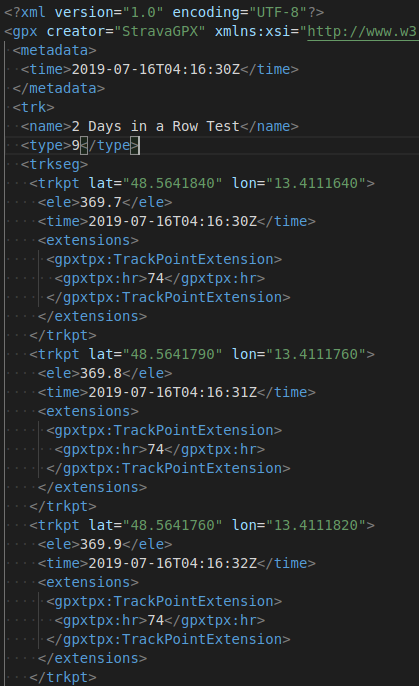 <?xml version="1.0" encoding="UTF-8"?>
<gpx creator="StravaGPX" xmlns:xsi="http://www.w3
<metadata>
<time>2019-07-16T04:16:30Z</time>
</metadata>
<trk>
<name>2 Days in a Row Test</name>
<type>9</type>
<trkseg>
<trkpt lat="48.5641840" lon="13.4111640">
<ele>369.7</ele>
<time>2019-07-16T04:16:30Z</time>
<extensions>
<gpxtpx:TrackPointExtension>
<gpxtpx:hr>74</gpxtpx:hr>
</gpxtpx:TrackPointExtension>
</extensions>
</trkpt>
<trkpt lat="48.5641790" lon="13.4111760">
<ele>369.8</ele>
<time>2019-07-16T04:16:31Z</time>
<extensions>
<gpxtpx:TrackPointExtension>
<gpxtpx:hr>74</gpxtpx:hr>
</gpxtpx:TrackPointExtension>
</extensions>
</trkpt>
<trkpt lat="48.5641760" lon="13.4111820">
<ele>369.9</ele>
<time>2019-07-16T04:16:32Z</time>
<extensions>
<gpxtpx:TrackPointExtension>
<gpxtpx:hr>74</gpxtpx:hr>
</gpxtpx:TrackPointExtension>
</extensions>
</trkpt>